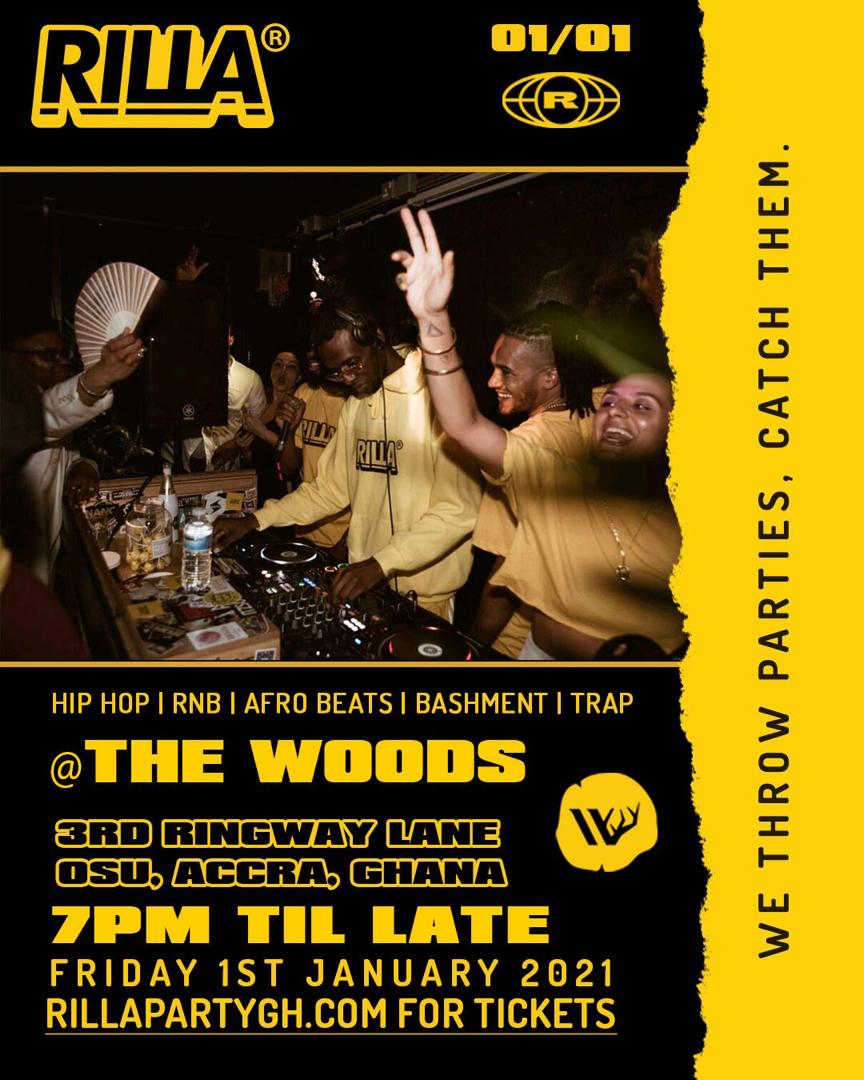 RILLA®
01/01
R
RILLA
RILLA®
HIP HOP | RNB | AFRO BEATS | BASHMENT | TRAP
@THE WOODS
3RD RINGWAY LANE
OSU, ACCRA, GHANA
W
7PM TIL LATE
FRIDAY 1ST JANUARY 2021
RILLAPARTYGH.COM FOR TICKETS
WE THROW PARTIES, CATCH THEM.